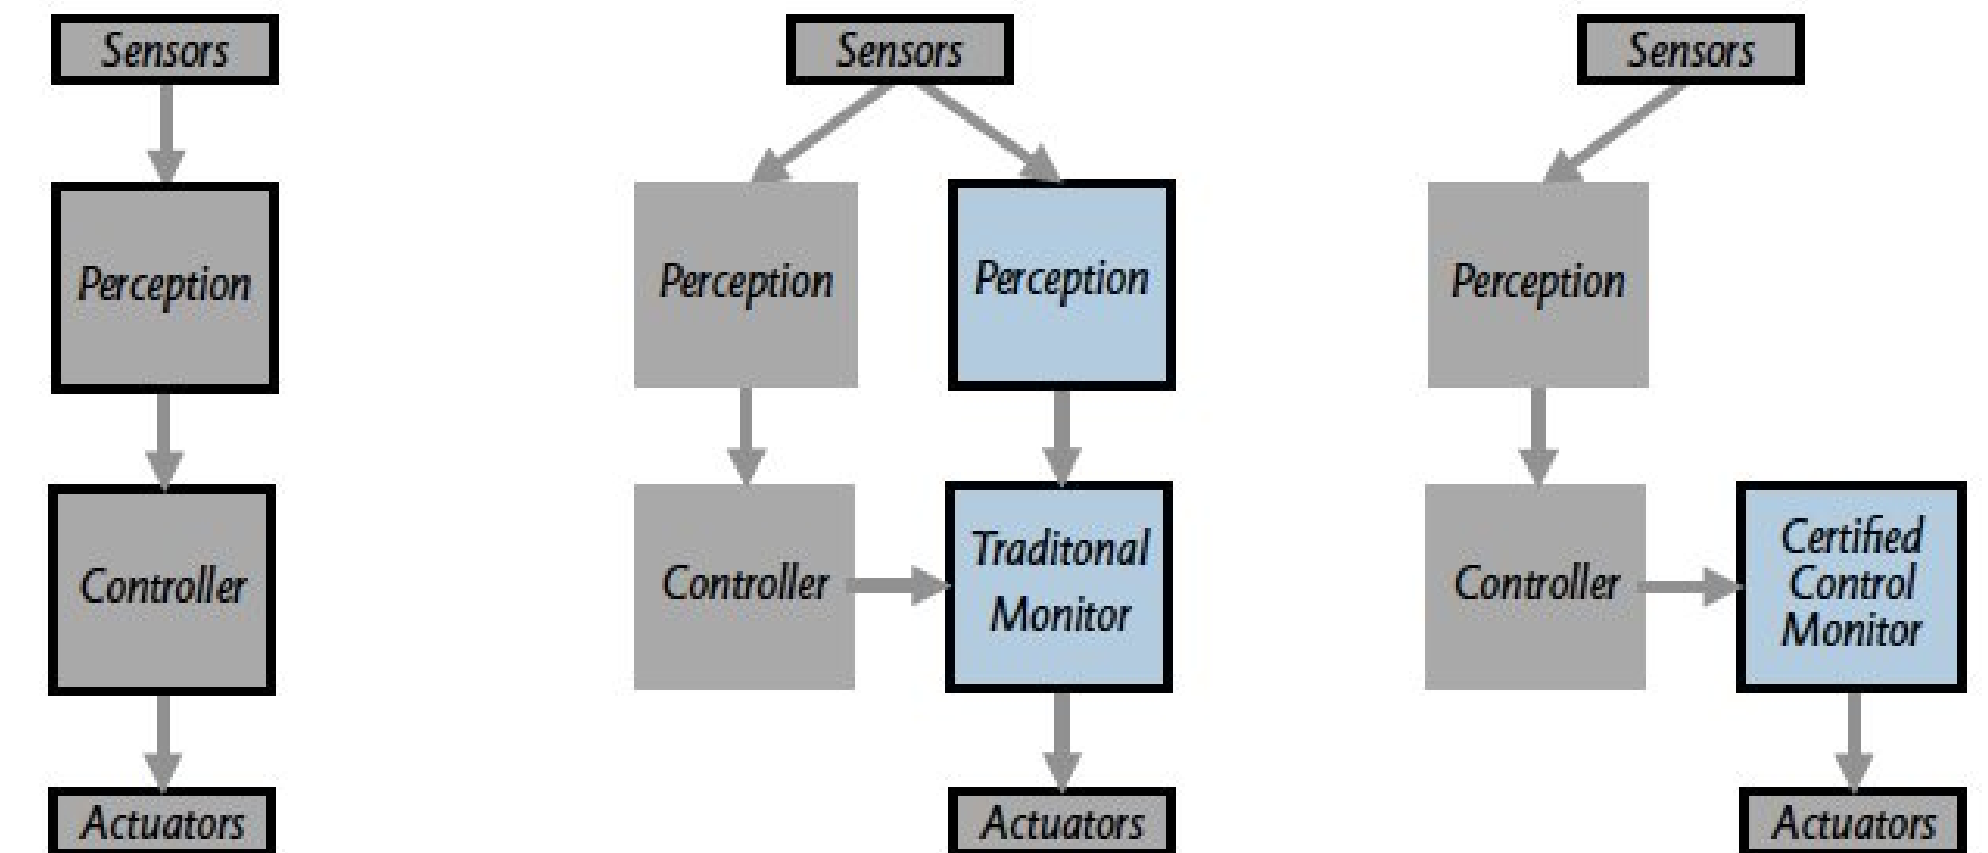 Sensors
Perception
Controller
Actuators
Sensors
Perception
Perception
Controller
Traditonal
Monitor
Actuators
Sensors
Perception
Controller
Certified
Control
Monitor
Actuators